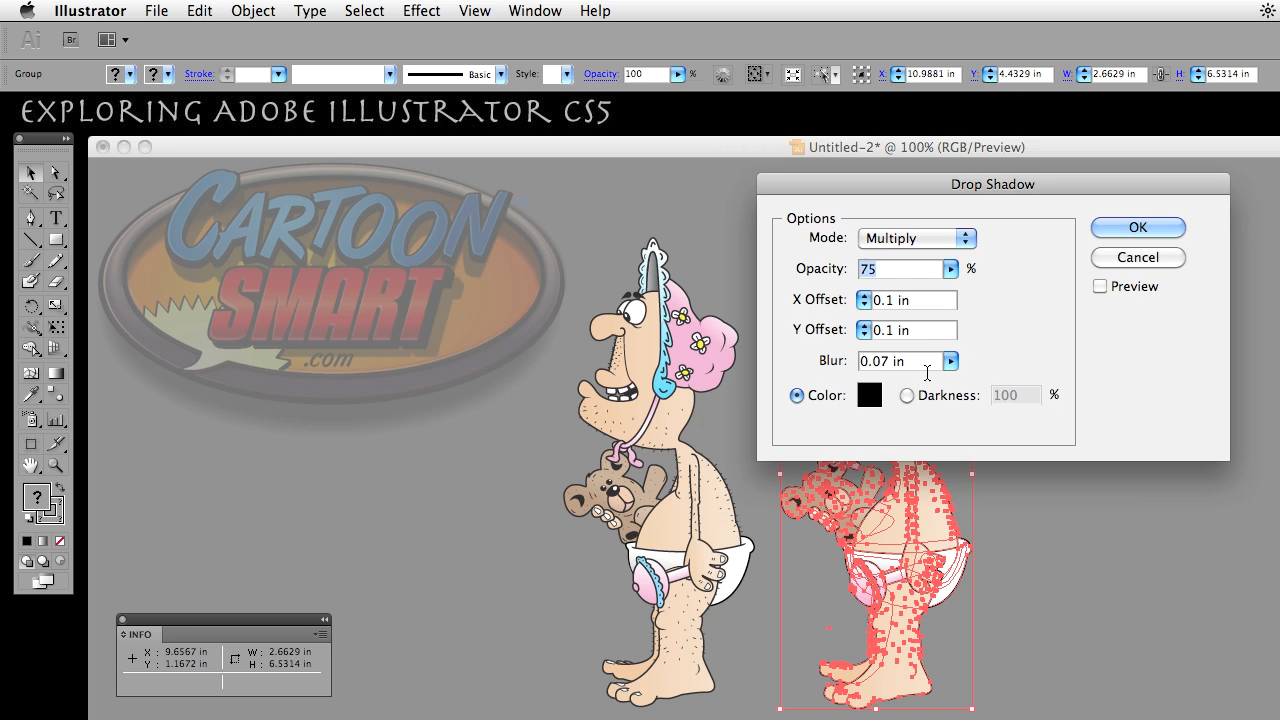 Illustrator File Edit Object Type Select Effect View Window Help
Ai Br
Group ? ? Stroke: Basic Style: Opacity: 100 % X: 10.9881 in Y: 4.4329 in W: 2.6629 in H: 6.5314 in
EXPLORING ADOBE ILLUSTRATOR CS5
Untitled-2* @ 100% (RGB/Preview)
CARTOON
SMART
.com
Drop Shadow
Options
Mode: Multiply
OK
Opacity: 75 %
Cancel
Preview
X Offset: 0.1 in
Y Offset: 0.1 in
Blur: 0.07 in
Color: Darkness: 100 %
T
?
INFO
X : 9.6567 in W : 2.6629 in
Y : 1.1672 in H : 6.5314 in